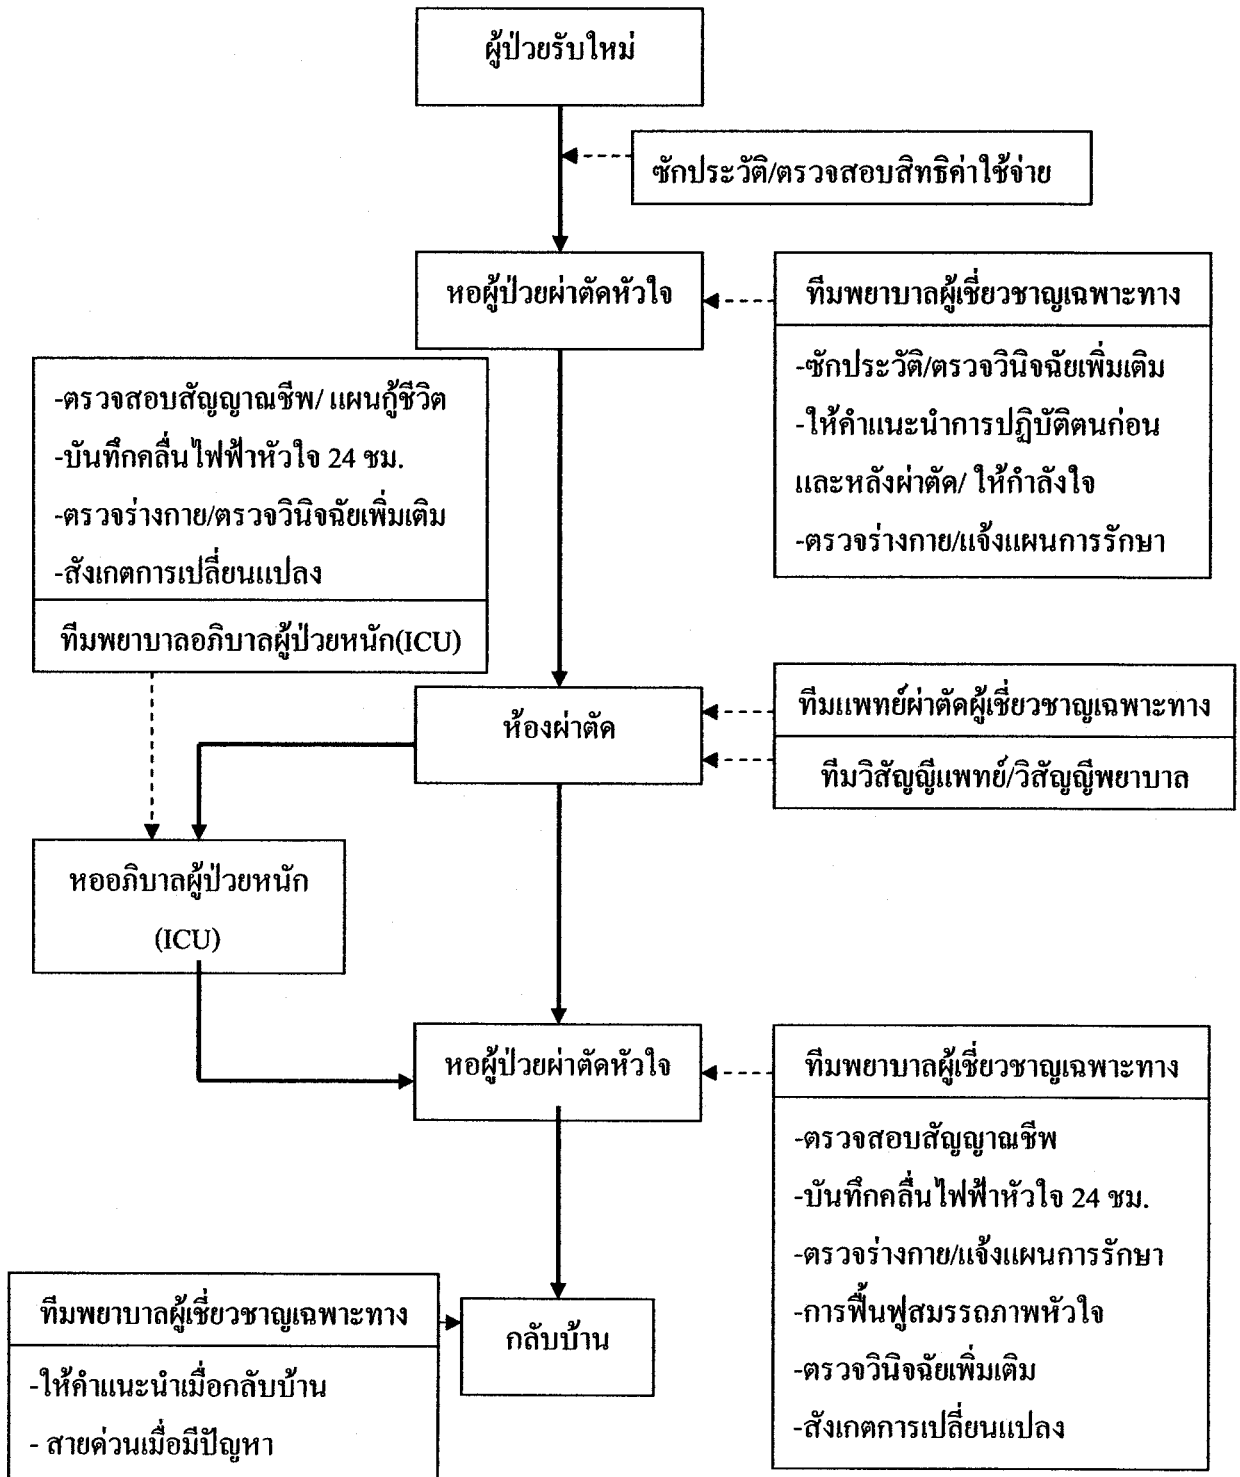 ผู้ป่วยรับใหม่
ซักประวัติ/ตรวจสอบสิทธิค่าใช้จ่าย
หอผู้ป่วยผ่าตัดหัวใจ
ทีมพยาบาลผู้เชี่ยวชาญเฉพาะทาง
-ซักประวัติ/ตรวจวินิจฉัยเพิ่มเติม
-ให้คำแนะนำการปฏิบัติตนก่อน
และหลังผ่าตัด/ ให้กำลังใจ
-ตรวจร่างกาย/แจ้งแผนการรักษา
-ตรวจสอบสัญญาณชีพ/ แผนกู้ชีวิต
-บันทึกคลื่นไฟฟ้าหัวใจ 24 ชม.
-ตรวจร่างกาย/ตรวจวินิจฉัยเพิ่มเติม
-สังเกตการเปลี่ยนแปลง
ทีมพยาบาลอภิบาลผู้ป่วยหนัก(ICU)
ห้องผ่าตัด
ทีมแพทย์ผ่าตัดผู้เชี่ยวชาญเฉพาะทาง
ทีมวิสัญญีแพทย์/วิสัญญีพยาบาล
หออภิบาลผู้ป่วยหนัก
(ICU)
หอผู้ป่วยผ่าตัดหัวใจ
ทีมพยาบาลผู้เชี่ยวชาญเฉพาะทาง
-ตรวจสอบสัญญาณชีพ
-บันทึกคลื่นไฟฟ้าหัวใจ 24 ชม.
-ตรวจร่างกาย/แจ้งแผนการรักษา
-การฟื้นฟูสมรรถภาพหัวใจ
-ตรวจวินิจฉัยเพิ่มเติม
-สังเกตการเปลี่ยนแปลง
ทีมพยาบาลผู้เชี่ยวชาญเฉพาะทาง
-ให้คำแนะนำเมื่อกลับบ้าน
- สายด่วนเมื่อมีปัญหา
กลับบ้าน